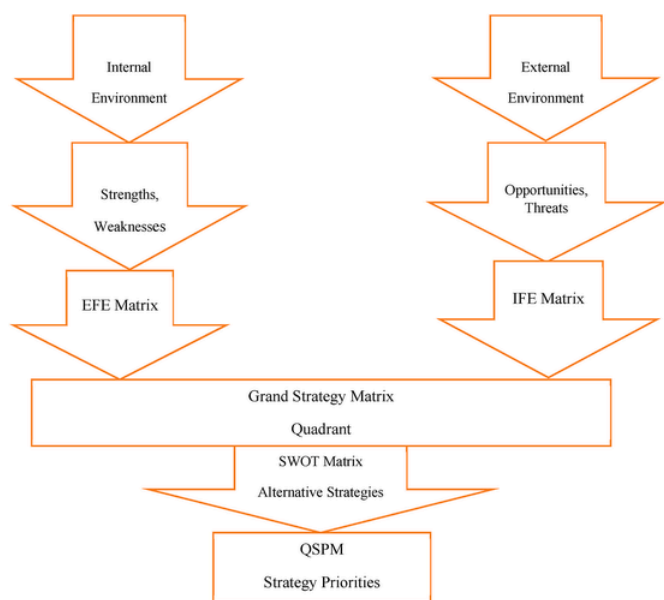 Internal
Environment
External
Environment
Strengths,
Weaknesses
Opportunities,
Threats
EFE Matrix
IFE Matrix
Grand Strategy Matrix
Quadrant
SWOT Matrix
Alternative Strategies
QSPM
Strategy Priorities